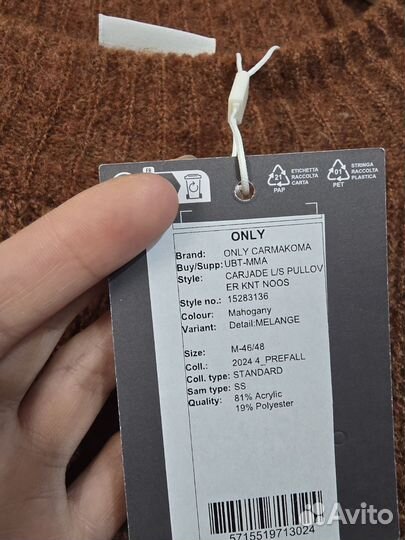 FR
21
PAP
ETICHETTA
RACCOLTA
CARTA
01
PET
STRINGA
RACCOLTA
PLASTICA
ONLY
Brand: ONLY CARMAKOMA
Buy/Supp: UBT-MMA
Style: CARJADE L/S PULLOV
ER KNT NOOS
Style no.: 15283136
Colour: Mahogany
Variant: Detail:MELANGE
Size: M-46/48
Coll.: 2024 4_PREFALL
Coll. type: STANDARD
Sam type: SS
Quality: 81% Acrylic
19% Polyester
5715519713024
Avito